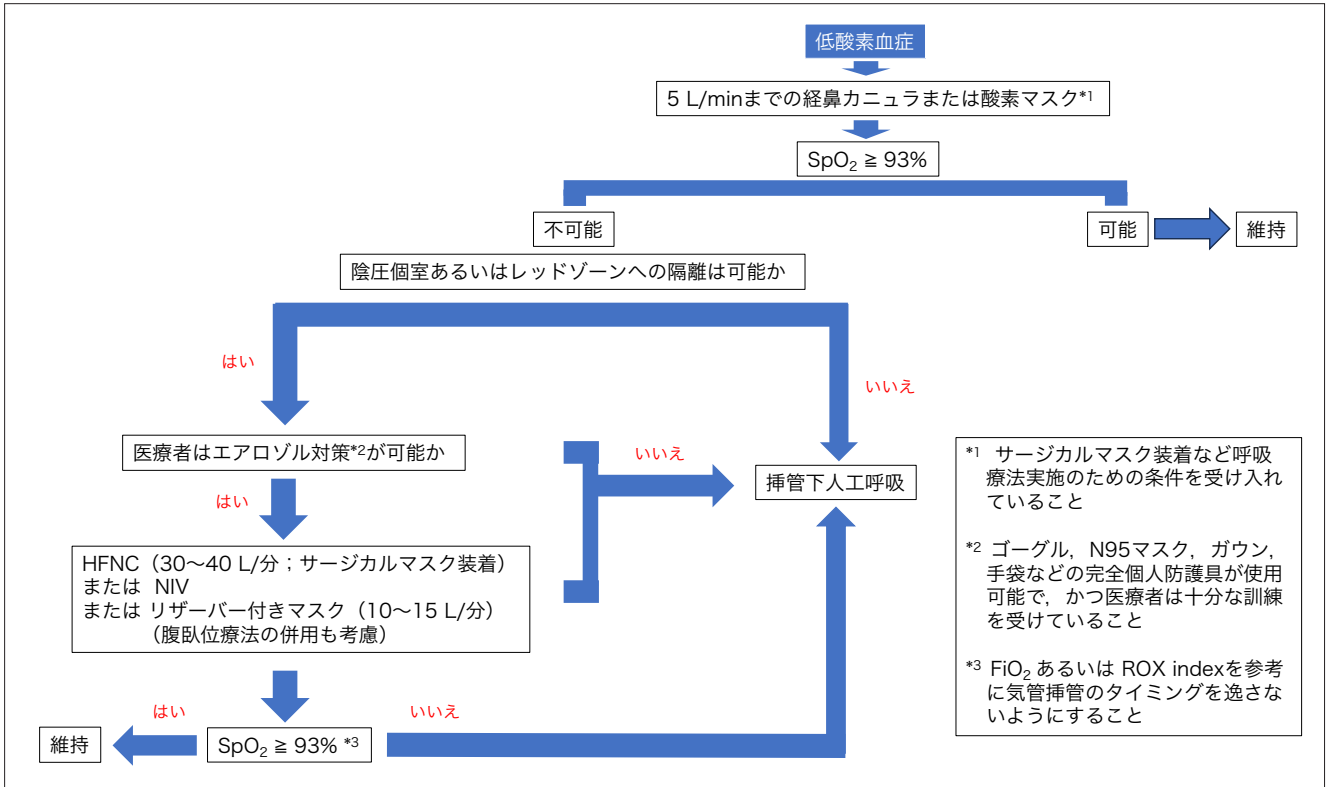 低酸素血症
5 L/minまでの経鼻カニュラまたは酸素マスク*1
SpO2 ≧ 93%
不可能
可能
維持
陰圧個室あるいはレッドゾーンへの隔離は可能か
はい
いいえ
医療者はエアロゾル対策*2が可能か
いいえ
挿管下人工呼吸
はい
HFNC（30〜40 L/分；サージカルマスク装着）
または NIV
または リザーバー付きマスク（10〜15 L/分）
（腹臥位療法の併用も考慮）
はい
いいえ
維持
SpO2 ≧ 93% *3
*1 サージカルマスク装着など呼吸
療法実施のための条件を受け入れ
ていること
*2 ゴーグル，N95マスク，ガウン，
手袋などの完全個人防護具が使用
可能で，かつ医療者は十分な訓練
を受けていること
*3 FiO2 あるいは ROX indexを参考
に気管挿管のタイミングを逸さな
いようにすること